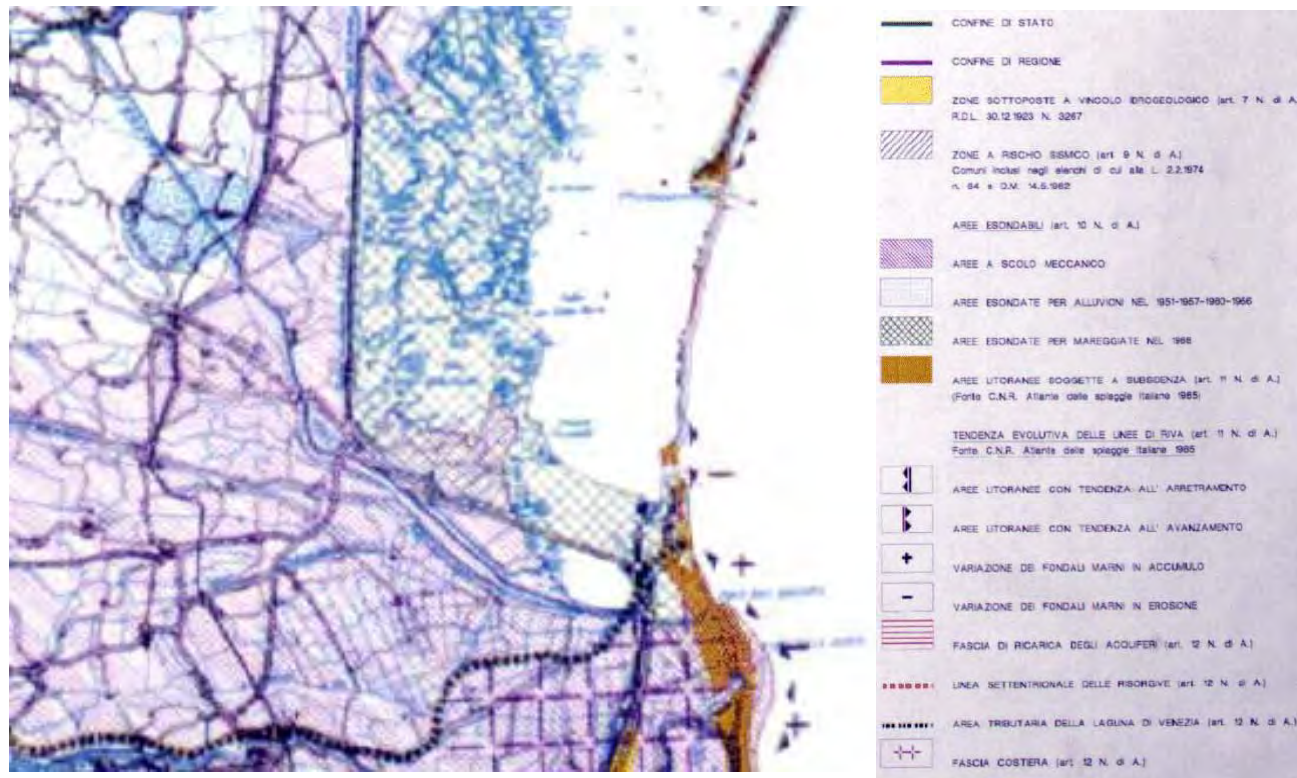 CONFINE DI STATO
CONFINE DI REGIONE
ZONE SOTTOPOSTE A VINCOLO IDROGEOLOGICO (art. 7 N. di A.
R.D.L. 30.12.1923 N. 3267
ZONE A RISCHIO SISMICO (art 9 N. di A.)
Comuni inclusi negli elenchi di cui alla L. 2.2.1974
n. 64 e D.M. 14.5.1982
AREE ESONDABILI (art. 10 N. di A.)
AREE A SCOLO MECCANICO
AREE ESONDATE PER ALLUVIONI NEL 1951-1957-1960-1966
AREE ESONDATE PER MAREGGIATE NEL 1966
AREE LITORANEE SOGGETTE A SUBSIDENZA (art. 11 N. di A.)
(Fonte C.N.R. Atlante delle spiagge Italiane 1985)
TENDENZA EVOLUTIVA DELLE LINEE DI RIVA (art. 11 N. di A.)
Fonte C.N.R. Atlante delle spiagge Italiane 1985
AREE LITORANEE CON TENDENZA ALL' ARRETRAMENTO
AREE LITORANEE CON TENDENZA ALL' AVANZAMENTO
VARIAZIONE DEI FONDALI MARINI IN ACCUMULO
VARIAZIONE DEI FONDALI MARINI IN EROSIONE
FASCIA DI RICARICA DEGLI ACQUIFERI (art. 12 N. di A.)
LINEA SETTENTRIONALE DELLE RISORGIVE (art. 12 N. di A.)
AREA TRIBUTARIA DELLA LAGUNA DI VENEZIA (art. 12 N. di A.)
FASCIA COSTIERA (art. 12 N. di A.)